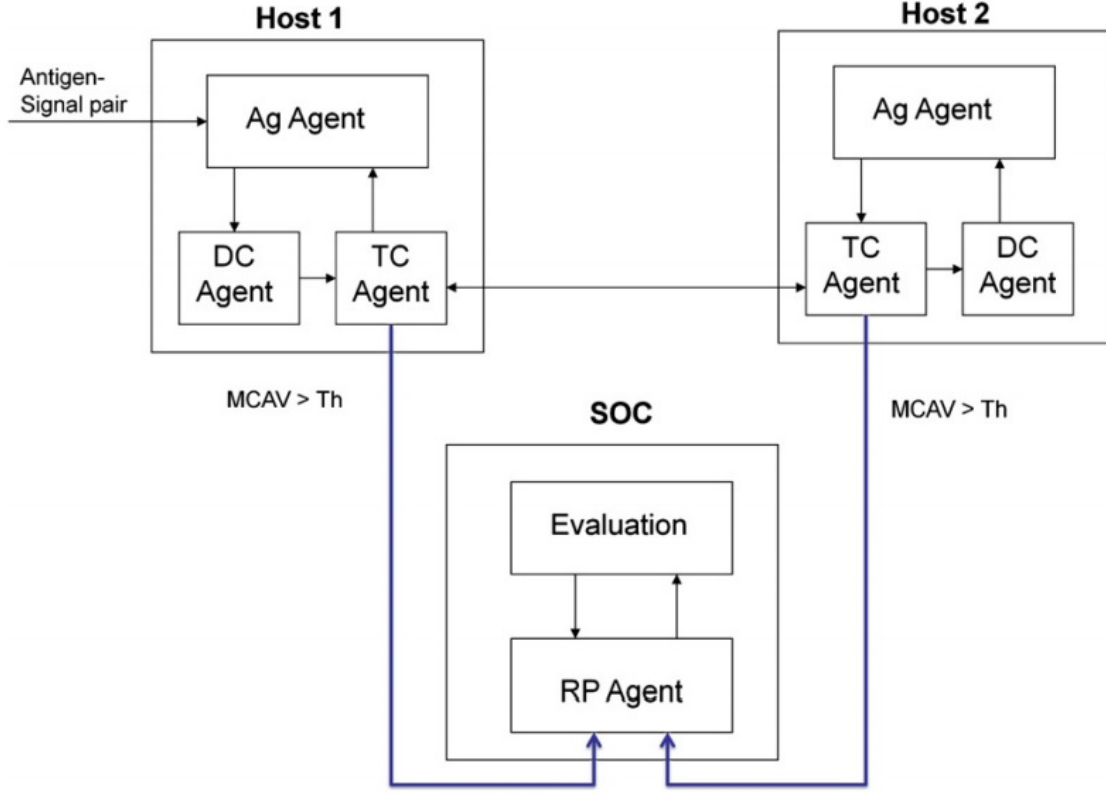 Host 1
Host 2
Antigen-
Signal pair
Ag Agent
Ag Agent
DC
Agent
TC
Agent
TC
Agent
DC
Agent
MCAV > Th
MCAV > Th
SOC
Evaluation
RP Agent